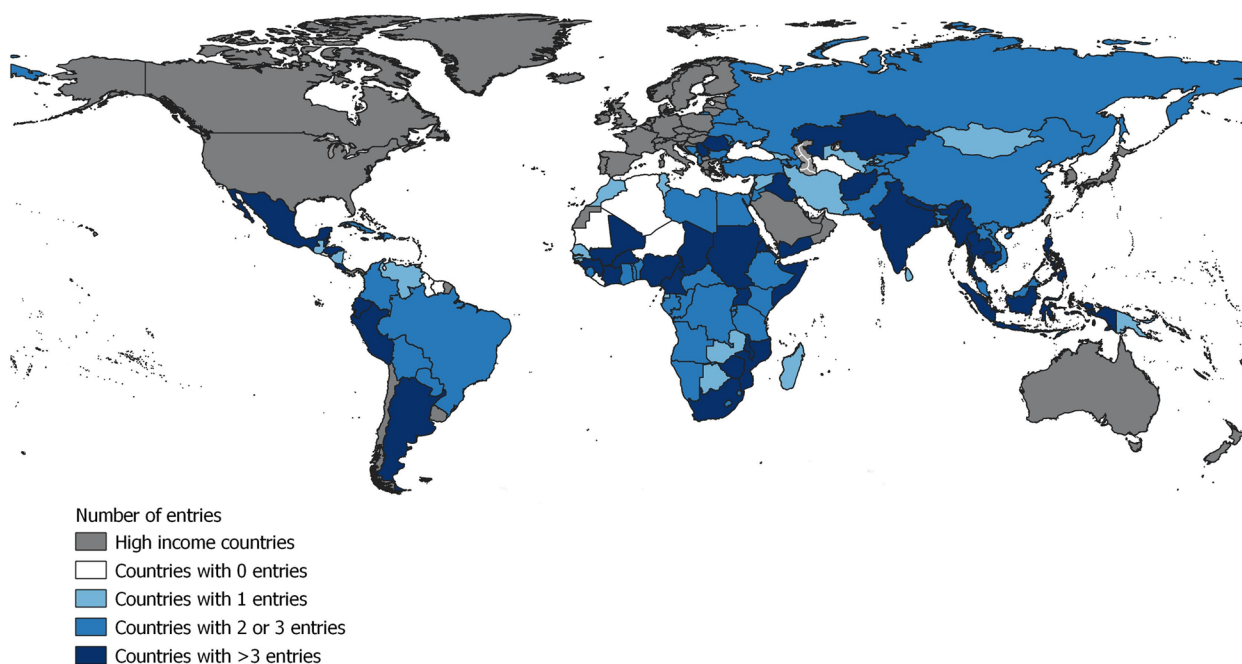 Number of entries
High income countries
Countries with 0 entries
Countries with 1 entries
Countries with 2 or 3 entries
Countries with >3 entries